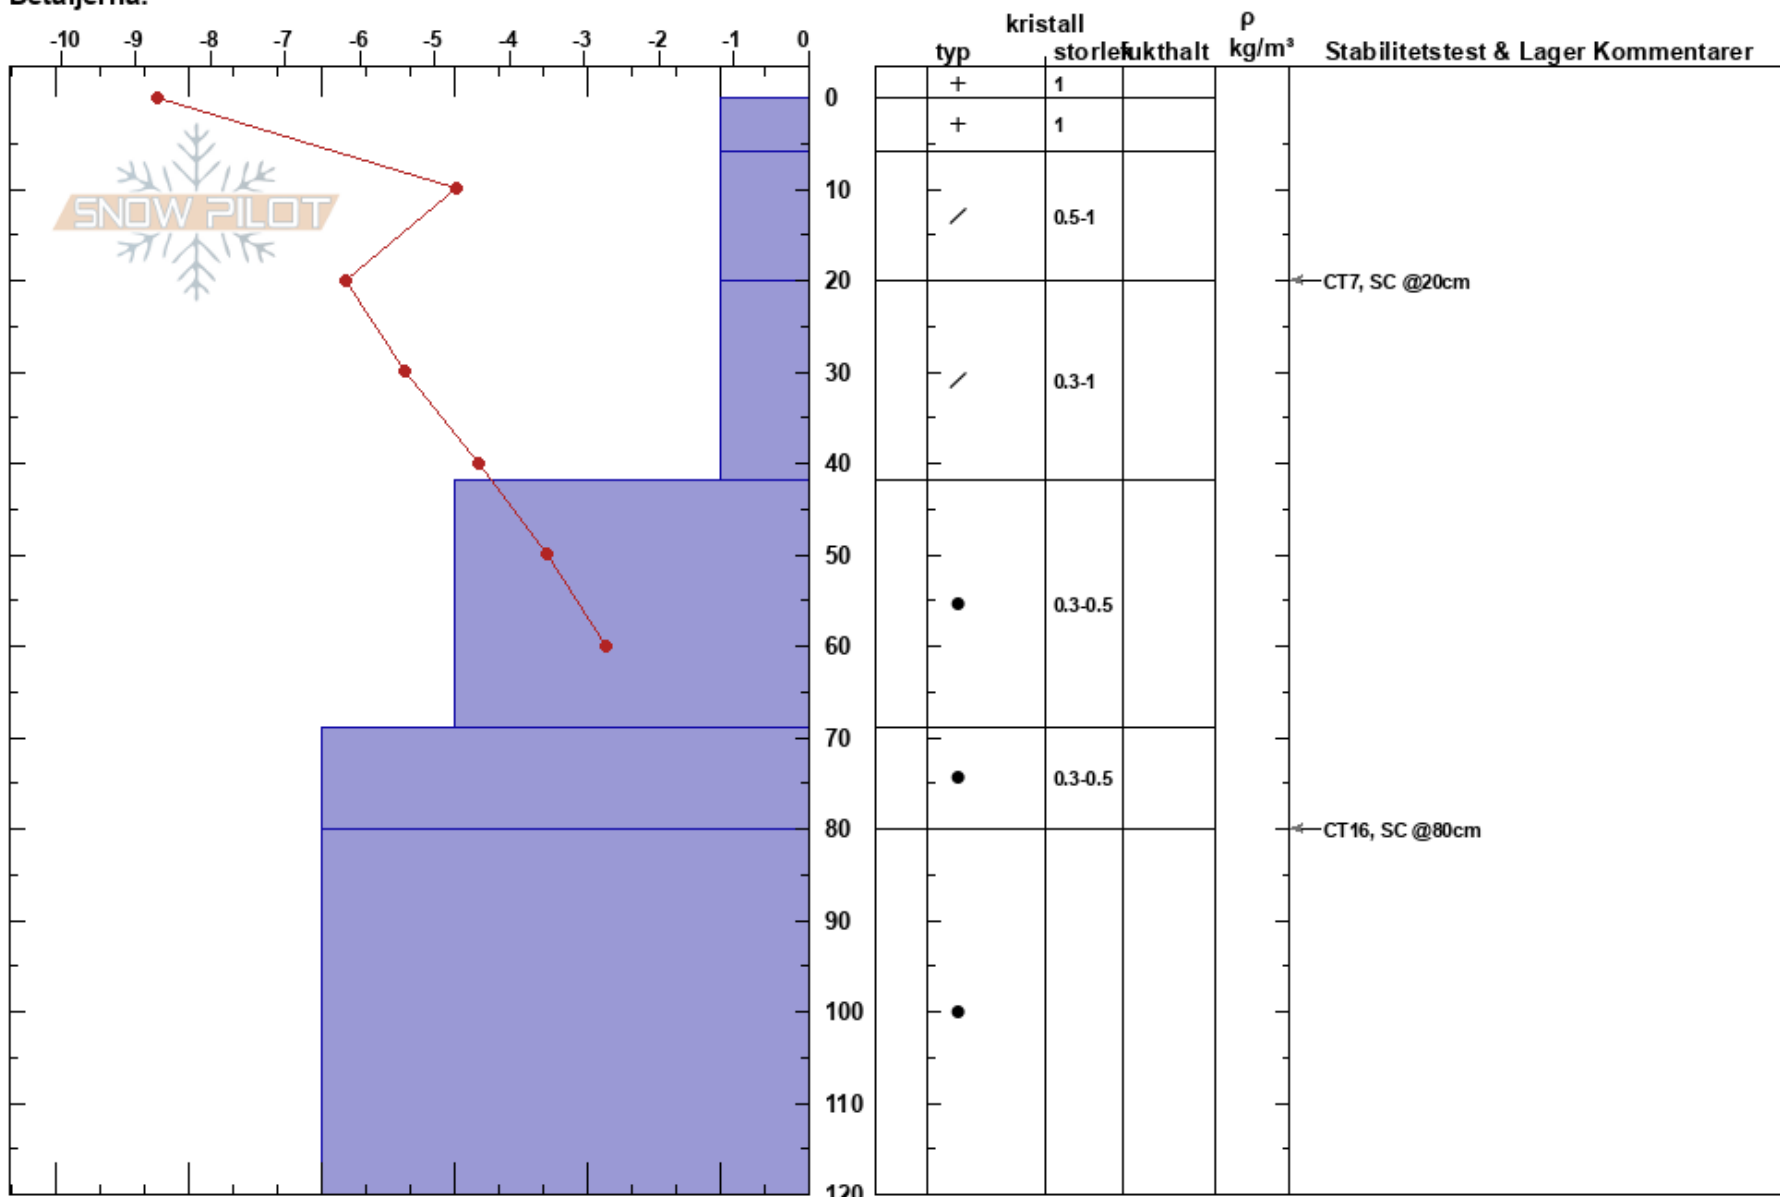 Detaljerna:
kristall ρ
-10 -9 -8 -7 -6 -5 -4 -3 -2 -1 0 typ storlek fukthalt kg/m³ Stabilitetstest & Lager Kommentarer
+ 1
0
+ 1
SNOW PILOT
10
0.5-1
20 CT7, SC @20cm
30
0.3-1
40
50
0.3-0.5
60
70
0.3-0.5
80 CT16, SC @80cm
90
100
110
120